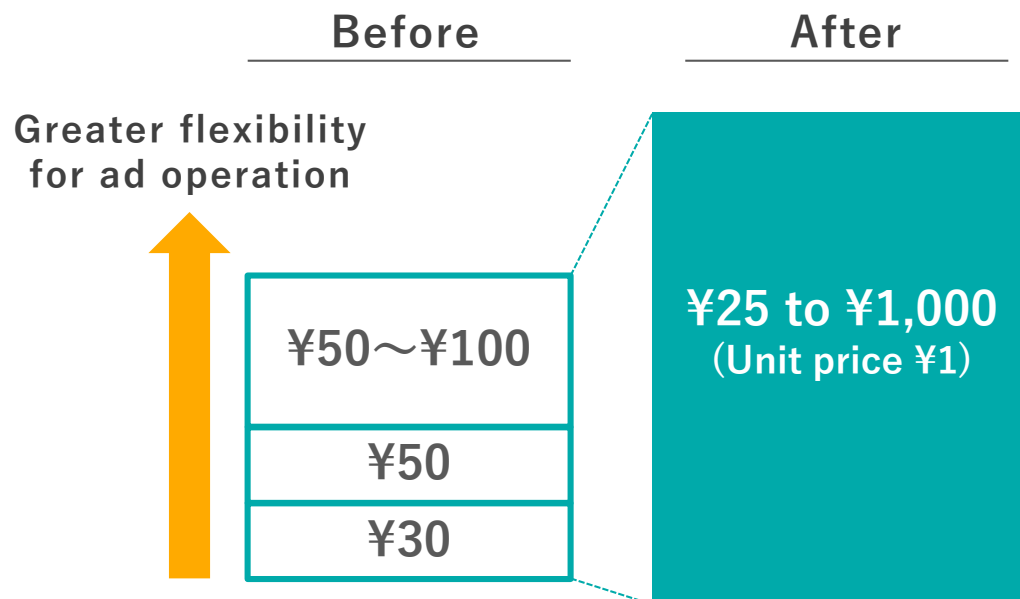 Before
After
Greater flexibility
for ad operation
¥50～¥100
¥50
¥30
¥25 to ¥1,000
(Unit price ¥1)